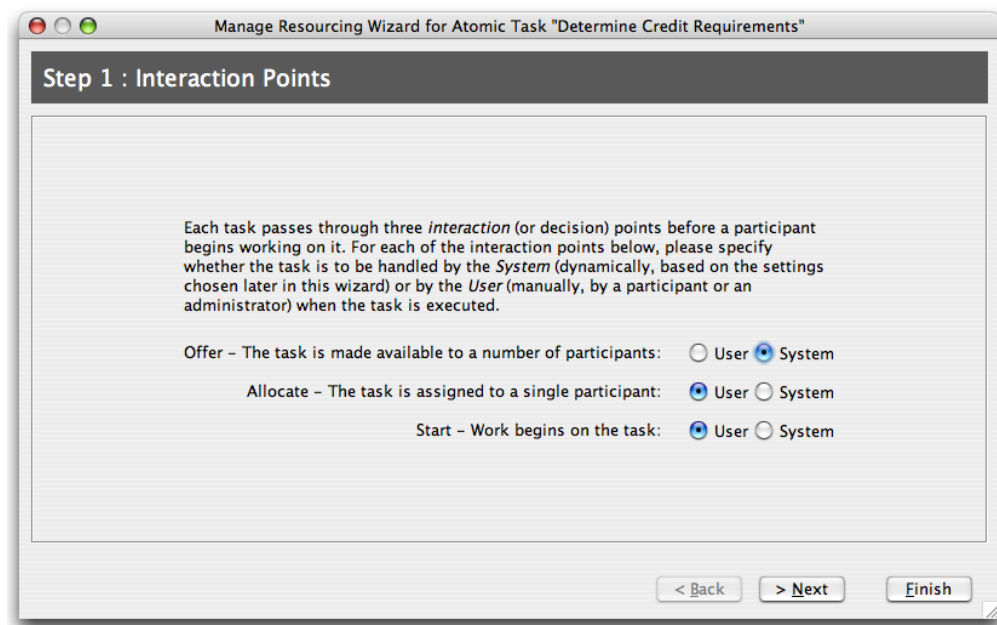 Manage Resourcing Wizard for Atomic Task "Determine Credit Requirements"
Step 1 : Interaction Points
Each task passes through three interaction (or decision) points before a participant
begins working on it. For each of the interaction points below, please specify
whether the task is to be handled by the System (dynamically, based on the settings
chosen later in this wizard) or by the User (manually, by a participant or an
administrator) when the task is executed.
Offer – The task is made available to a number of participants: User System
Allocate – The task is assigned to a single participant: User System
Start – Work begins on the task: User System
< Back > Next Finish